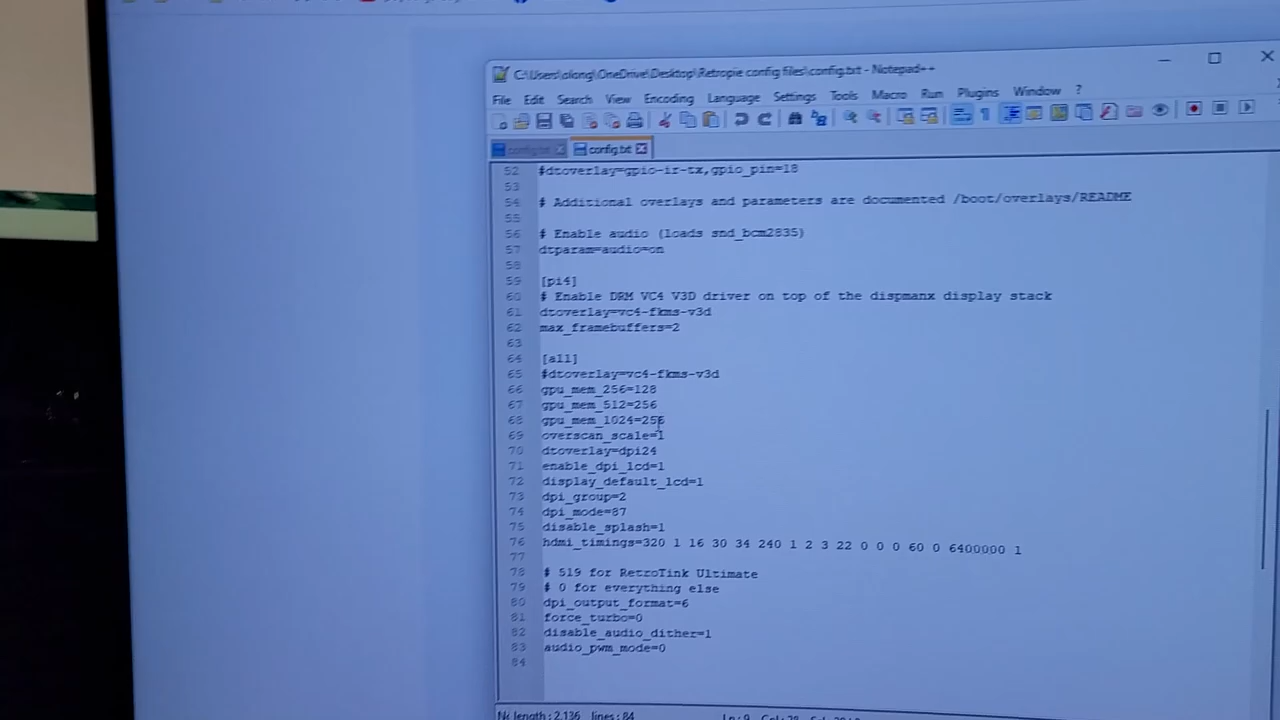 C:\Users\alang\OneDrive\Desktop\Retropie config files\config.txt - Notepad++
File Edit Search View Encoding Language Settings Tools Macro Run Plugins Window ?
config.txt config.txt
52 #dtoverlay=gpio-ir-tx,gpio_pin=18
53
54 # Additional overlays and parameters are documented /boot/overlays/README
55
56 # Enable audio (loads snd_bcm2835)
57 dtparam=audio=on
58
59 [pi4]
60 # Enable DRM VC4 V3D driver on top of the dispmanx display stack
61 dtoverlay=vc4-fkms-v3d
62 max_framebuffers=2
63
64 [all]
65 #dtoverlay=vc4-fkms-v3d
66 gpu_mem_256=128
67 gpu_mem_512=256
68 gpu_mem_1024=256
69 overscan_scale=1
70 dtoverlay=dpi24
71 enable_dpi_lcd=1
72 display_default_lcd=1
73 dpi_group=2
74 dpi_mode=87
75 disable_splash=1
76 hdmi_timings=320 1 16 30 34 240 1 2 3 22 0 0 0 60 0 6400000 1
77
78 # 519 for RetroTink Ultimate
79 # 0 for everything else
80 dpi_output_format=6
81 force_turbo=0
82 disable_audio_dither=1
83 audio_pwm_mode=0
84
length : 2,136 lines : 84